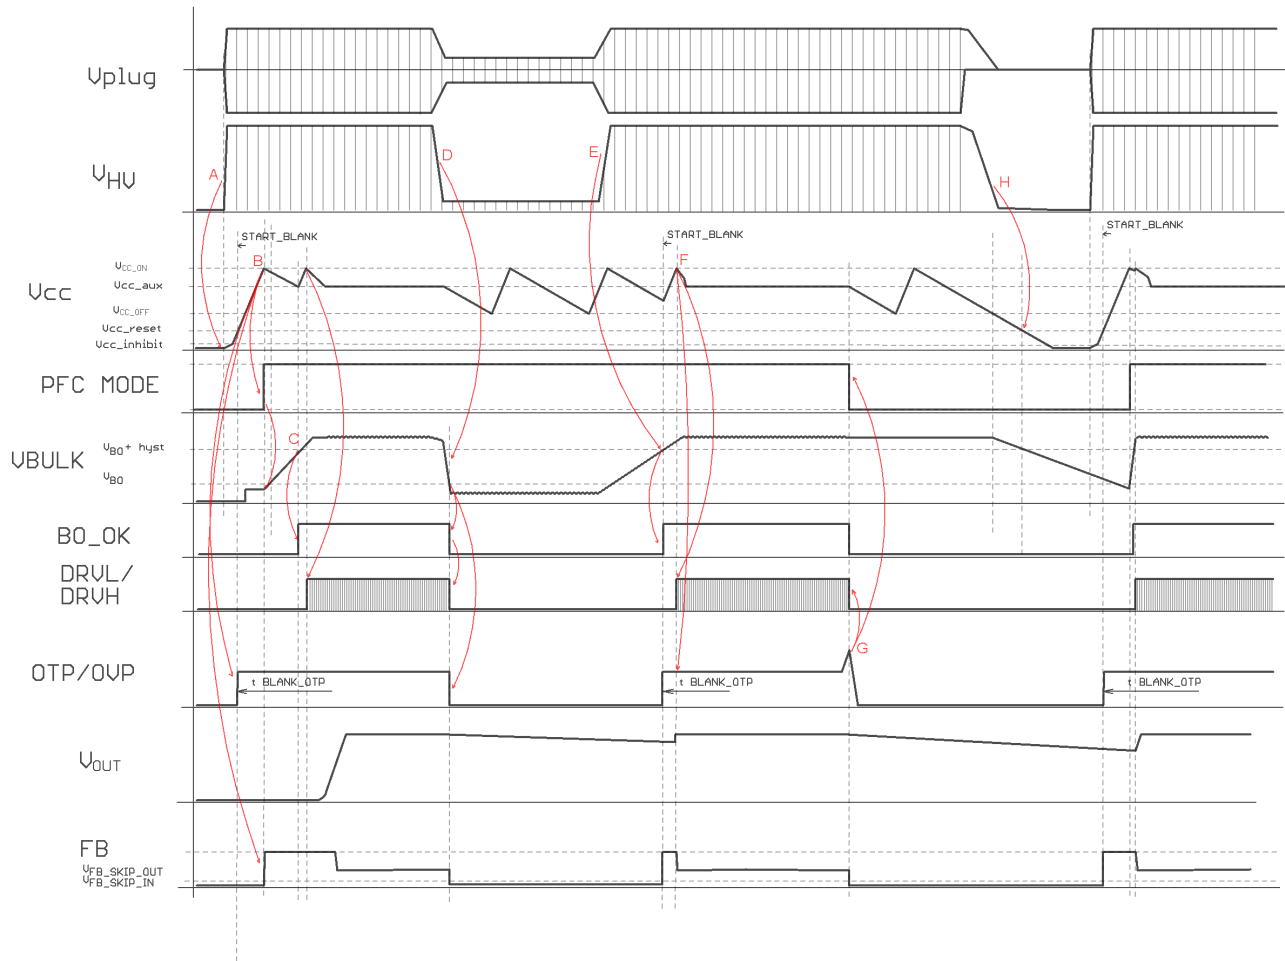 Vplug
VHV
A
D
E
H
START_BLANK
START_BLANK
START_BLANK
Vcc
VCC_ON
Vcc_aux
VCC_OFF
Vcc_reset
Vcc_inhibit
B
F
PFC MODE
VBULK
VBO+ hyst
VBO
C
BO_OK
DRVL/
DRVH
OTP/OVP
t BLANK_OTP
t BLANK_OTP
t BLANK_OTP
G
VOUT
FB
VFB_SKIP_OUT
VFB_SKIP_IN